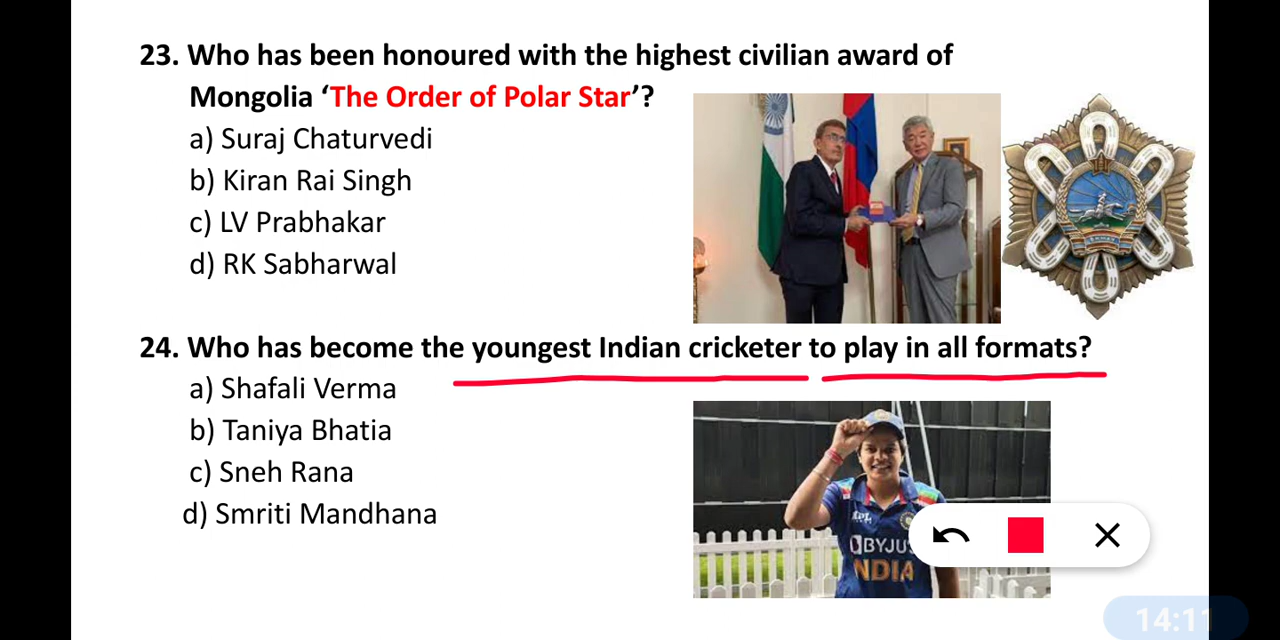 23. Who has been honoured with the highest civilian award of
Mongolia ‘The Order of Polar Star’?
a) Suraj Chaturvedi
b) Kiran Rai Singh
c) LV Prabhakar
d) RK Sabharwal
24. Who has become the youngest Indian cricketer to play in all formats?
a) Shafali Verma
b) Taniya Bhatia
c) Sneh Rana
d) Smriti Mandhana
BYJU
INDIA
14:11